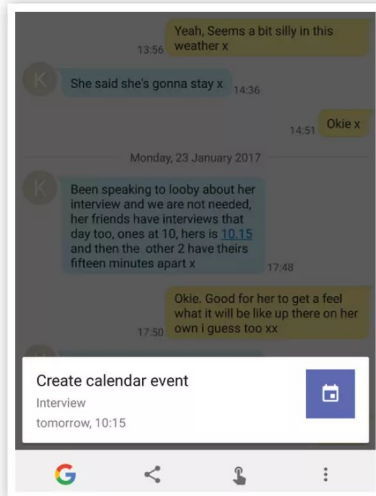 Yeah, Seems a bit silly in this
weather x
13:56
K
She said she's gonna stay x
14:36
Okie x
14:51
Monday, 23 January 2017
K
Been speaking to looby about her
interview and we are not needed,
her friends have interviews that
day too, ones at 10, hers is 10.15
and then the other 2 have theirs
fifteen minutes apart x
17:48
Okie. Good for her to get a feel
what it will be like up there on her
own i guess too xx
17:50
Create calendar event
Interview
tomorrow, 10:15
G